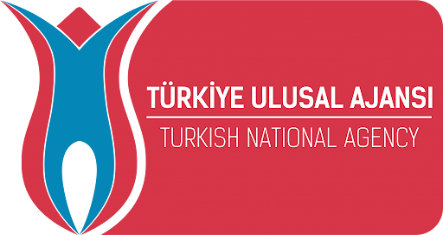 TÜRKİYE ULUSAL AJANSI
TURKISH NATIONAL AGENCY